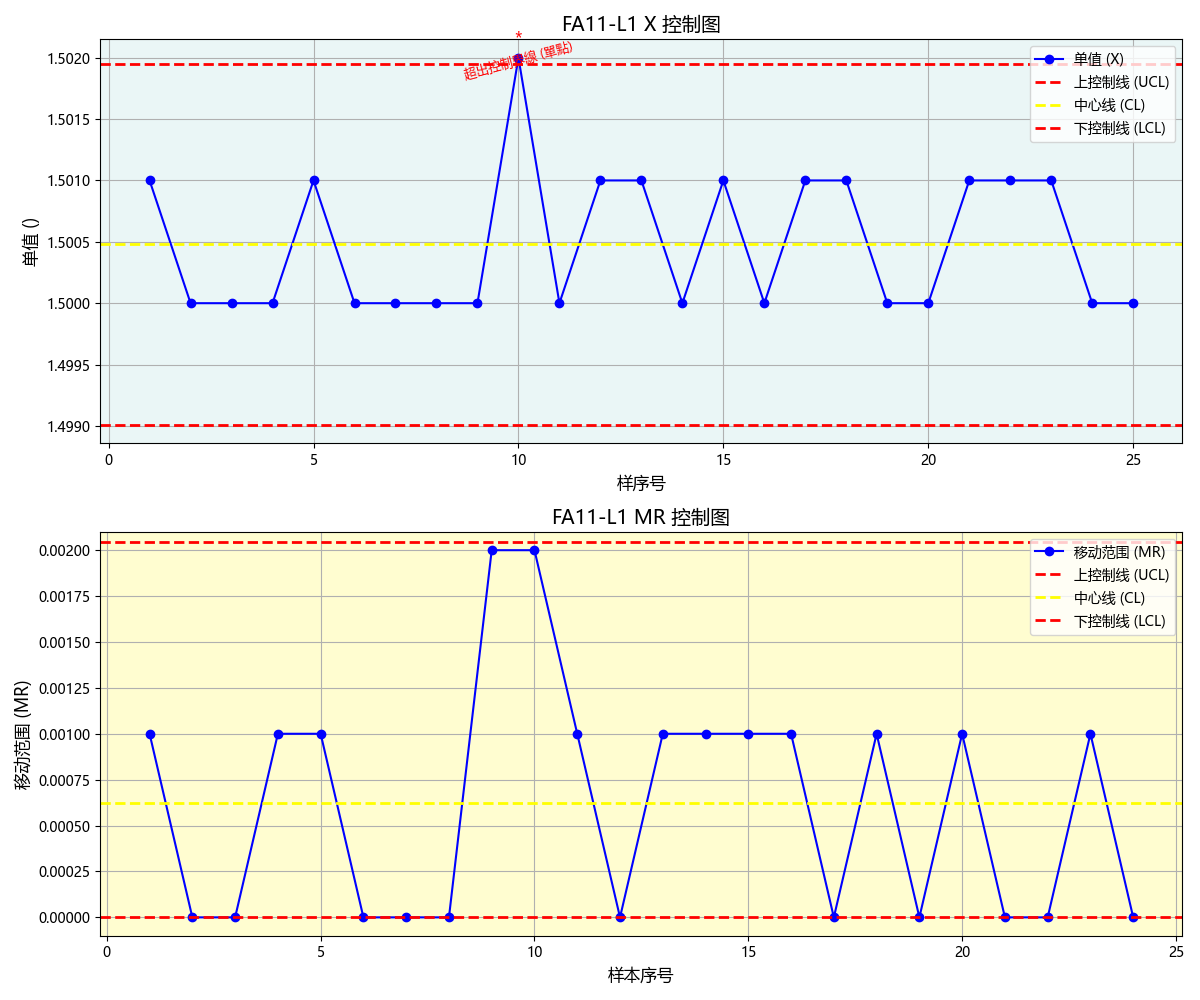 FA11-L1 X 控制图
*
超出控制界線 (單點)
单值 (X)
上控制线 (UCL)
中心线 (CL)
下控制线 (LCL)
单值 ()
1.5020
1.5015
1.5010
1.5005
1.5000
1.4995
1.4990
0 5 10 15 20 25
样序号
FA11-L1 MR 控制图
移动范围 (MR)
上控制线 (UCL)
中心线 (CL)
下控制线 (LCL)
移动范围 (MR)
0.00200
0.00175
0.00150
0.00125
0.00100
0.00075
0.00050
0.00025
0.00000
0 5 10 15 20 25
样本序号